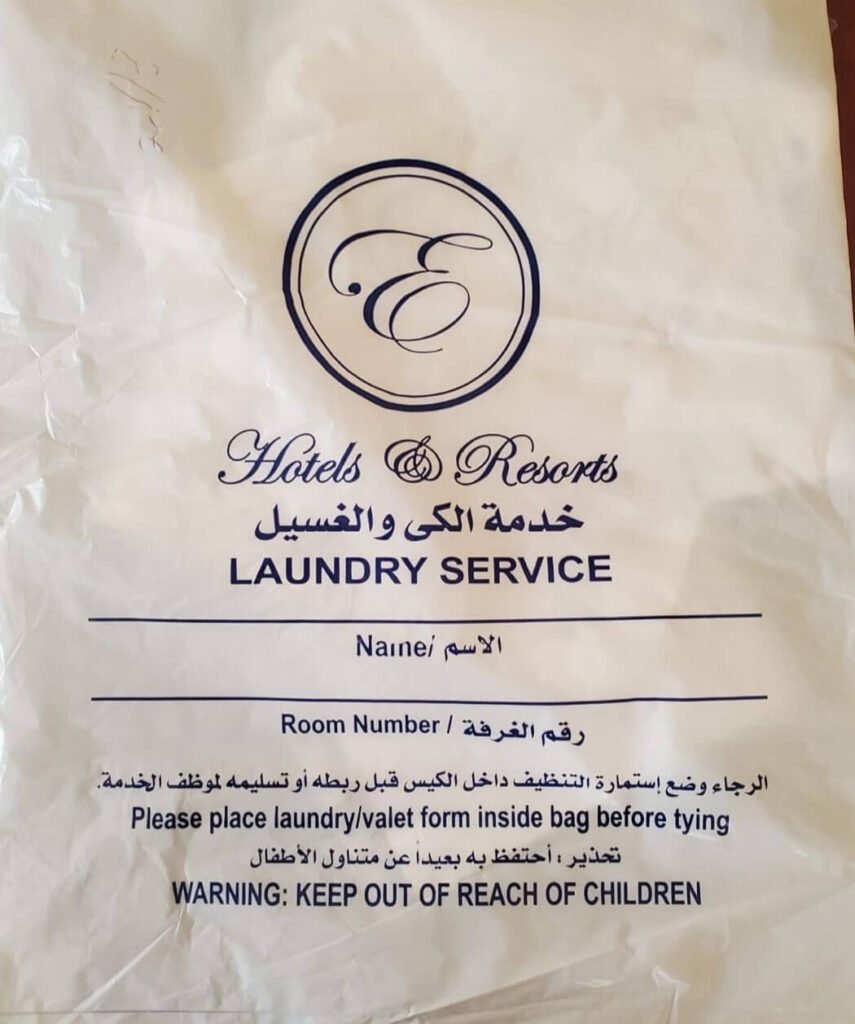 E
Hotels & Resorts
خدمة الكى والغسيل
LAUNDRY SERVICE
Name/ الاسم
Room Number / رقم الغرفة
الرجاء وضع إستمارة التنظيف داخل الكيس قبل ربطه أو تسليمه لموظف الخدمة.
Please place laundry/valet form inside bag before tying
تحذير : أحتفظ به بعيداً عن متناول الأطفال
WARNING: KEEP OUT OF REACH OF CHILDREN